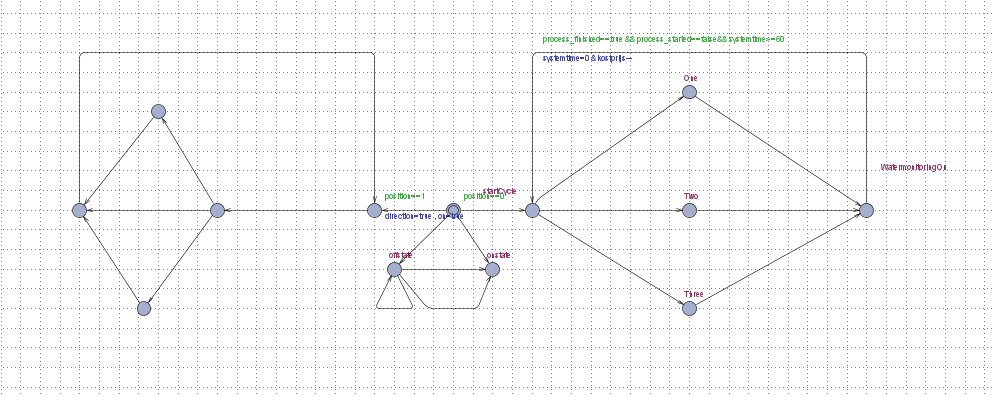 process_finished==true && process_started==false&& systemtime>=60
systemtime=0 & kostprijs--
One
WatermonitoringOn
startCycle
position==1
position==0
Two
direction=true , on=true
offstate
onstate
Three